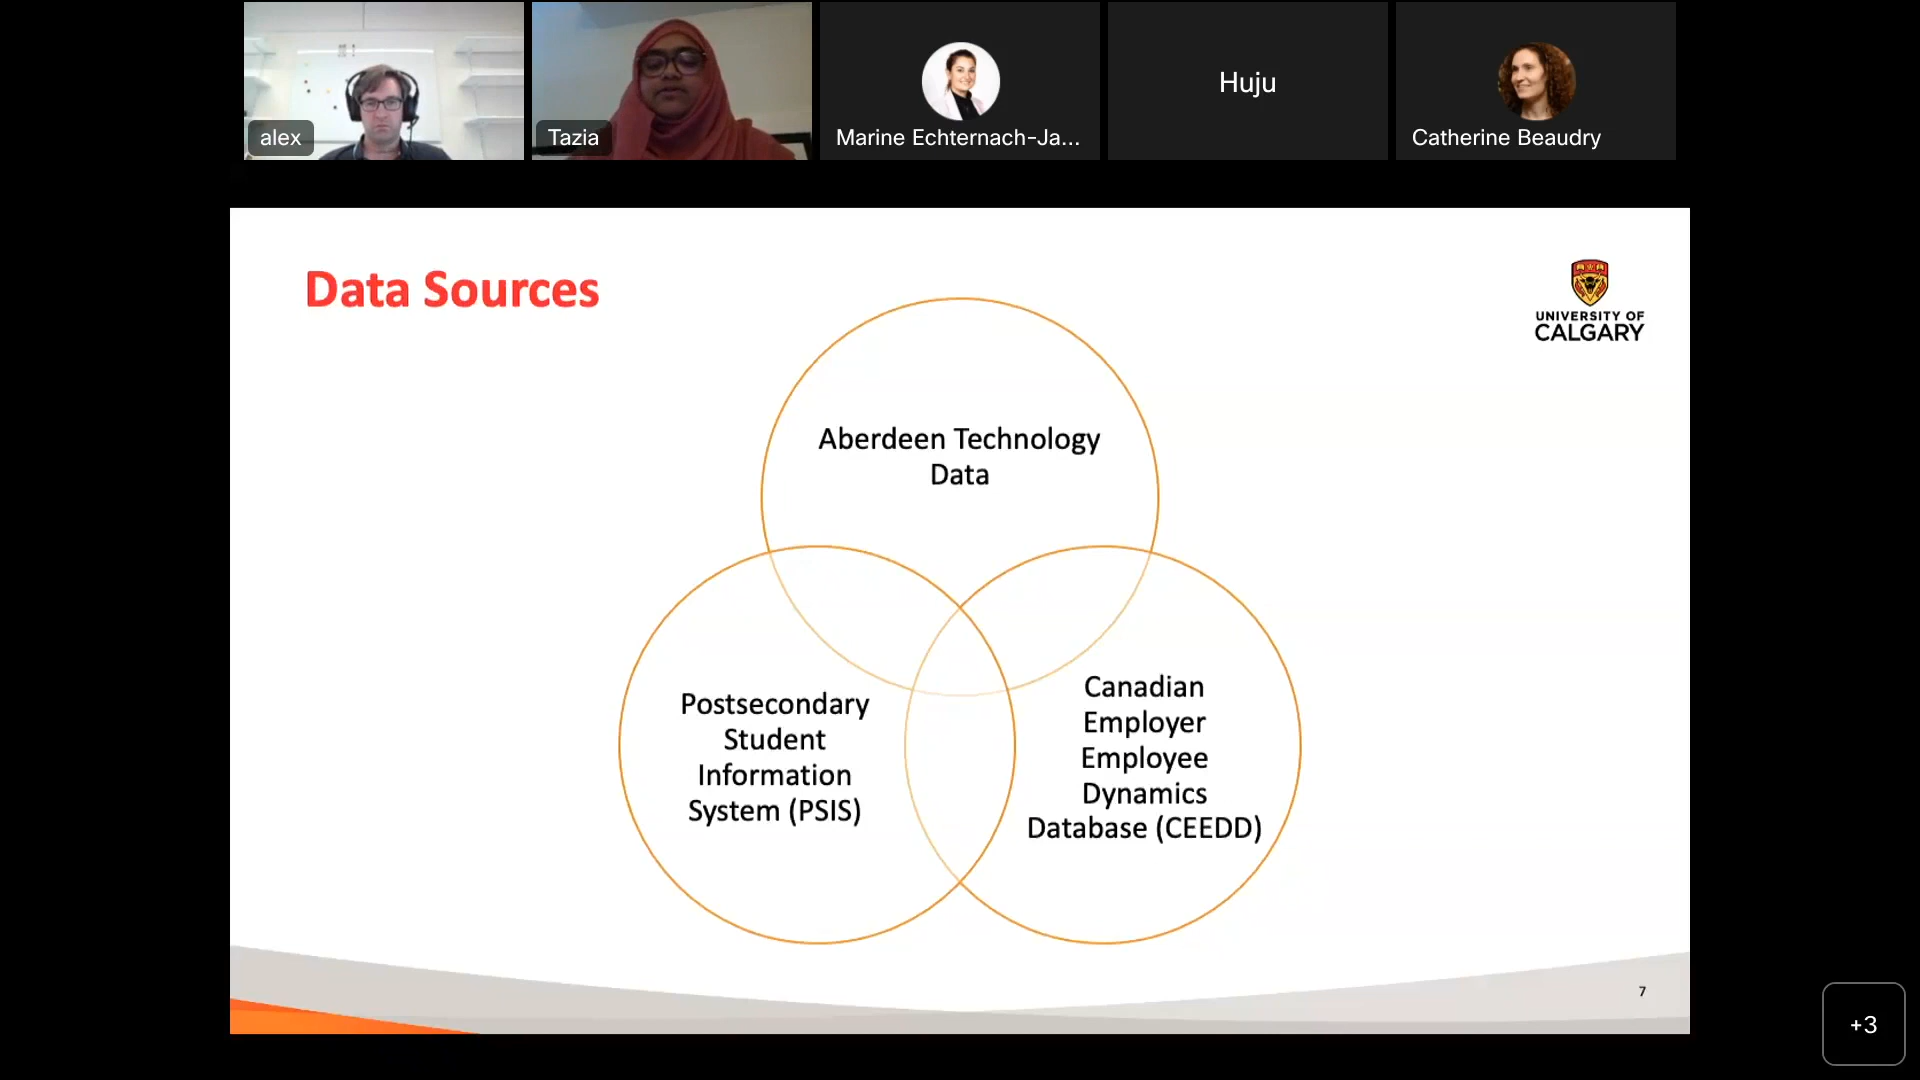 alex
Tazia
Marine Echternach-Ja...
Huju
Catherine Beaudry
Data Sources
UNIVERSITY OF
CALGARY
Aberdeen Technology
Data
Postsecondary
Student
Information
System (PSIS)
Canadian
Employer
Employee
Dynamics
Database (CEEDD)
7
+3